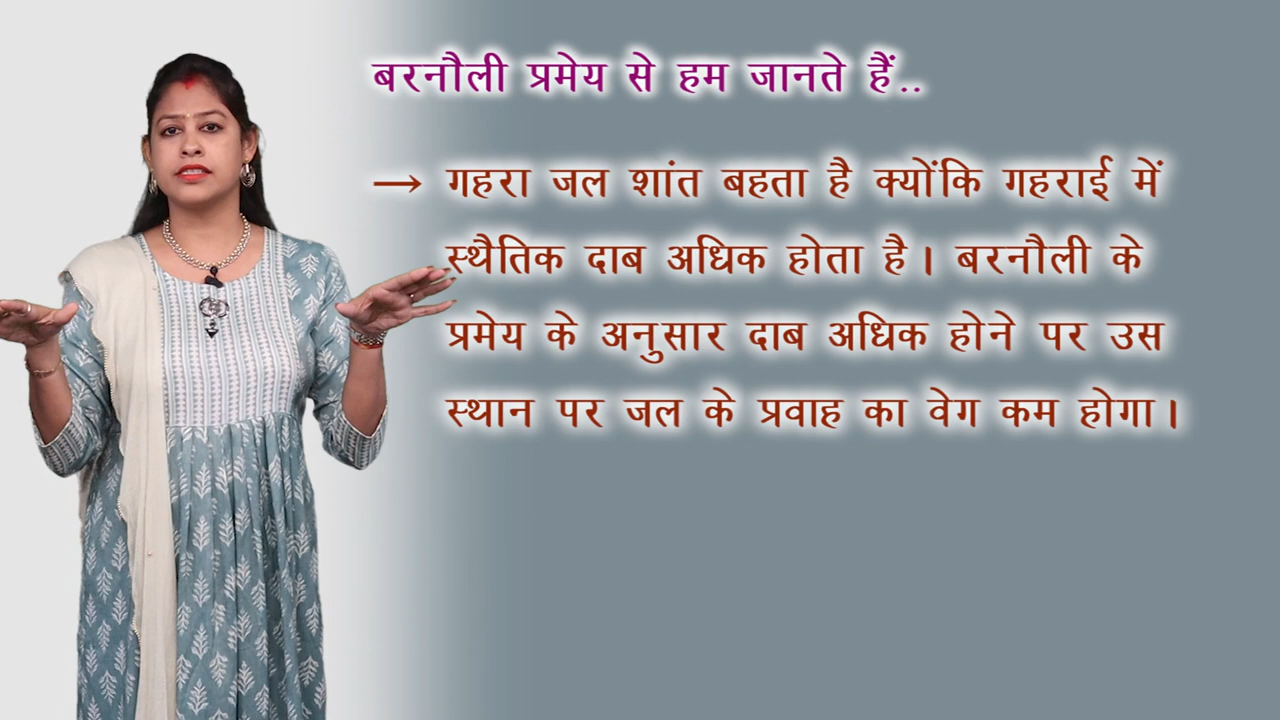 बरनौली प्रमेय से हम जानते हैं..
→ गहरा जल शांत बहता है क्योंकि गहराई में
स्थैतिक दाब अधिक होता है। बरनौली के
प्रमेय के अनुसार दाब अधिक होने पर उस
स्थान पर जल के प्रवाह का वेग कम होगा।